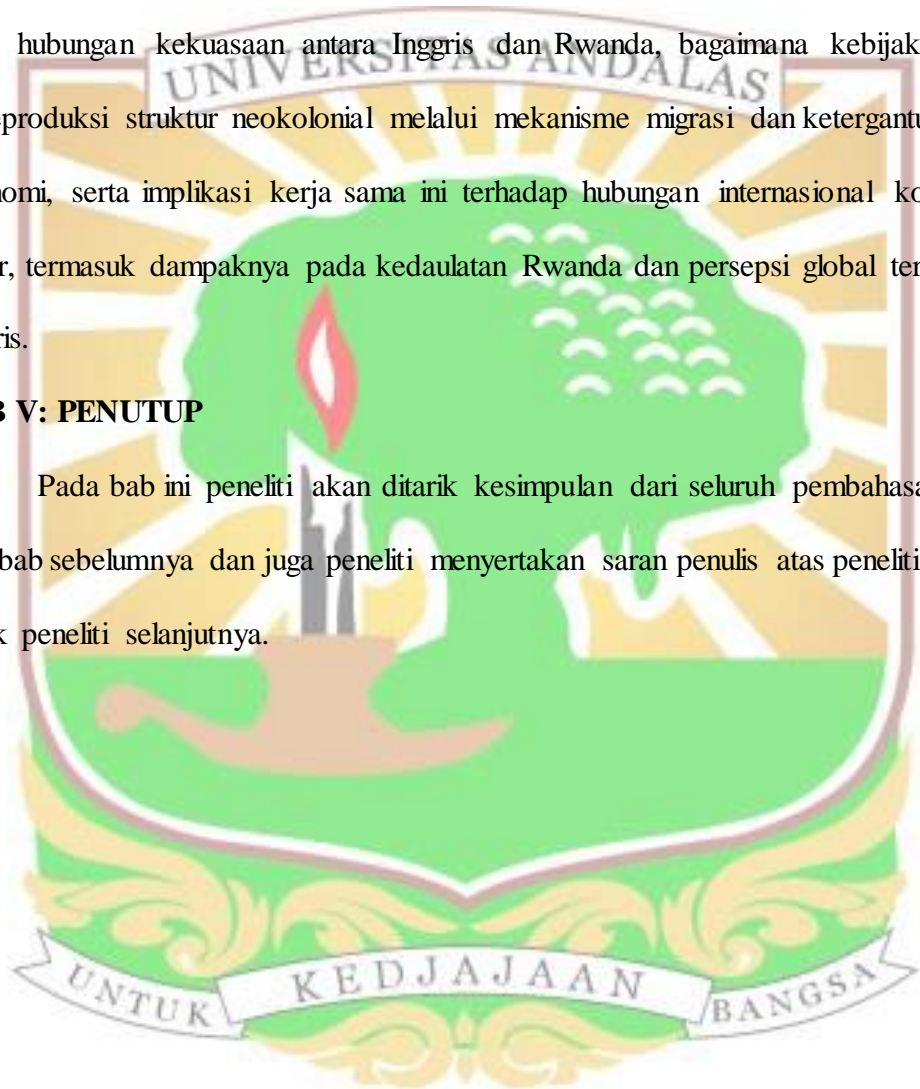 hubungan kekuasaan antara Inggris dan Rwanda, bagaimana kebijak
UNIVERSITAS ANDALAS
eproduksi struktur neokolonial melalui mekanisme migrasi dan ketergantu
nomi, serta implikasi kerja sama ini terhadap hubungan internasional ko
r, termasuk dampaknya pada kedaulatan Rwanda dan persepsi global ter
ris.
B V: PENUTUP
Pada bab ini peneliti akan ditarik kesimpulan dari seluruh pembahasa
bab sebelumnya dan juga peneliti menyertakan saran penulis atas peneliti
k peneliti selanjutnya.
UNTUK KEDJAJAAN BANGSA